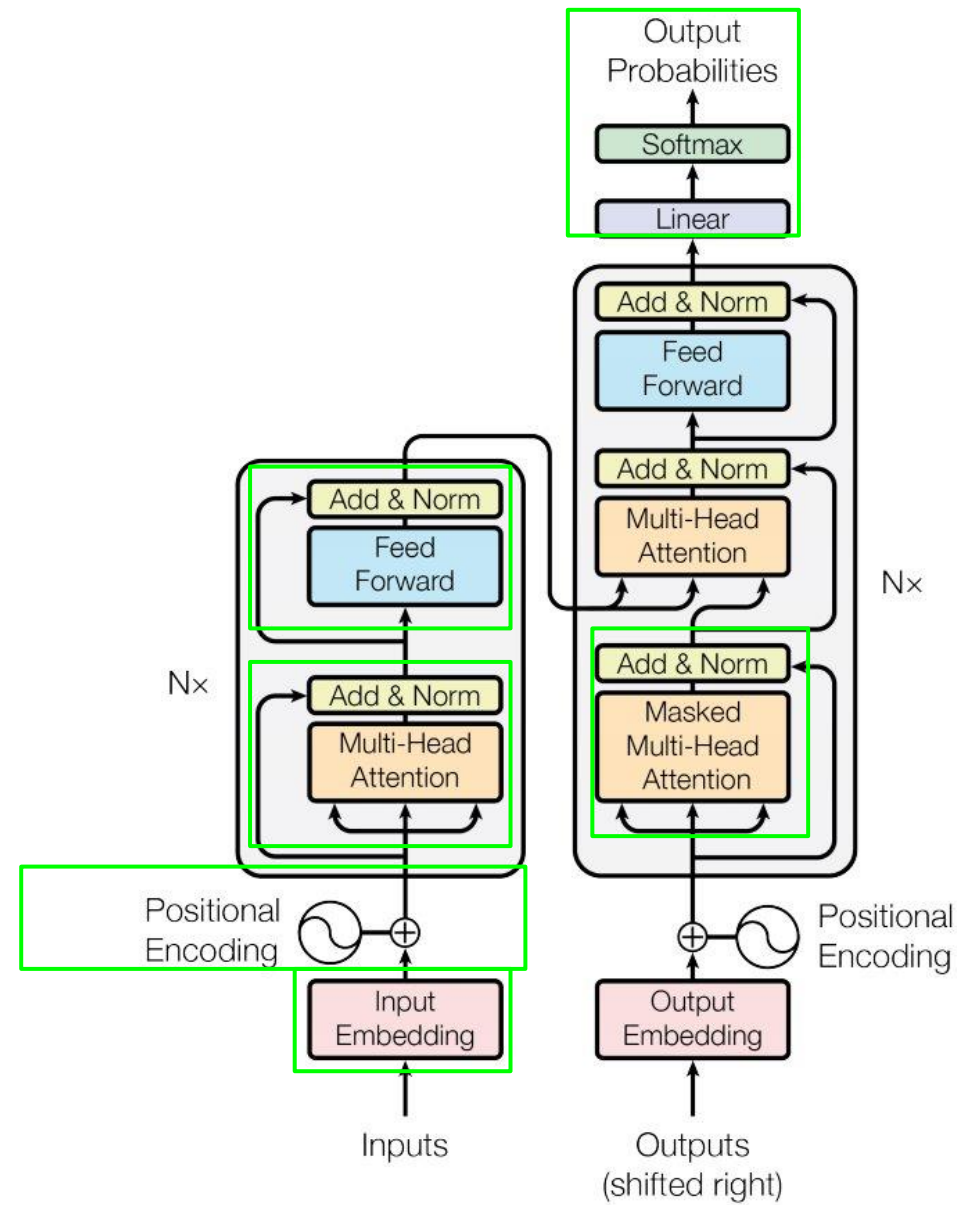 Output
Probabilities
Softmax
Linear
Add & Norm
Feed
Forward
Add & Norm
Multi-Head
Attention
Nx
Add & Norm
Masked
Multi-Head
Attention
Add & Norm
Feed
Forward
Nx
Add & Norm
Multi-Head
Attention
Positional
Encoding
Positional
Encoding
Input
Embedding
Output
Embedding
Inputs
Outputs
(shifted right)